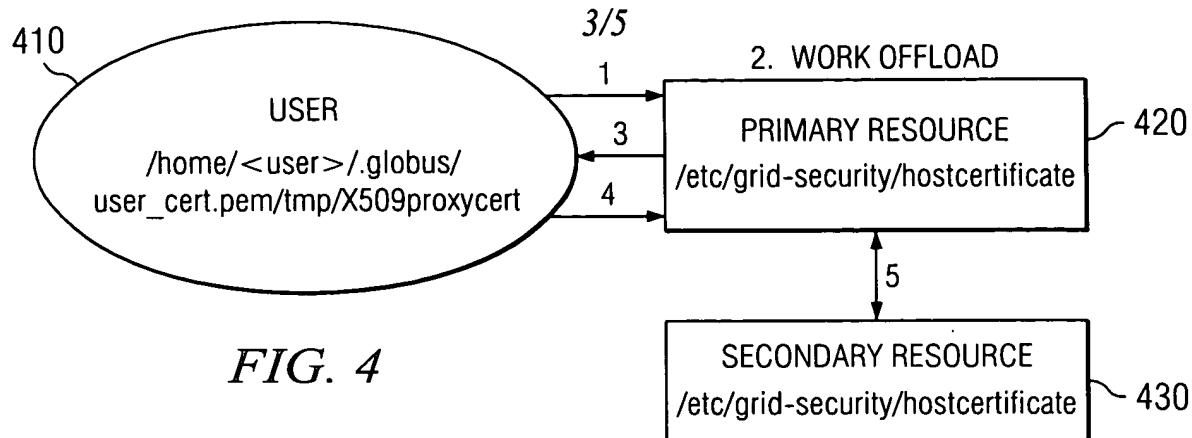 3/5
410
1
2. WORK OFFLOAD
USER
/home/<user>/.globus/
user_cert.pem/tmp/X509proxycert
3
4
PRIMARY RESOURCE
/etc/grid-security/hostcertificate
420
5
SECONDARY RESOURCE
/etc/grid-security/hostcertificate
430
FIG. 4